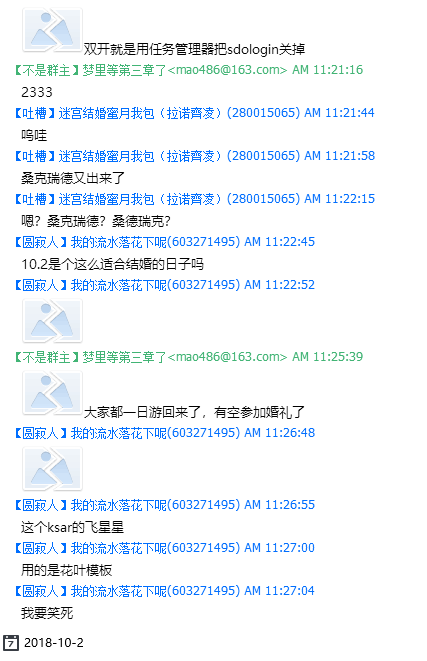 双开就是用任务管理器把sdologin关掉
【不是群主】梦里等第三章了<mao486@163.com> AM 11:21:16
2333
【吐槽】迷宫结婚蜜月我包（拉诺齊凌）(280015065) AM 11:21:44
呜哇
【吐槽】迷宫结婚蜜月我包（拉诺齊凌）(280015065) AM 11:21:58
桑克瑞德又出来了
【吐槽】迷宫结婚蜜月我包（拉诺齊凌）(280015065) AM 11:22:15
嗯？桑克瑞德？桑德瑞克？
【圆寂人】我的流水落花下呢(603271495) AM 11:22:45
10.2是个这么适合结婚的日子吗
【圆寂人】我的流水落花下呢(603271495) AM 11:22:52
【不是群主】梦里等第三章了<mao486@163.com> AM 11:25:39
大家都一日游回来了，有空参加婚礼了
【圆寂人】我的流水落花下呢(603271495) AM 11:26:48
【圆寂人】我的流水落花下呢(603271495) AM 11:26:55
这个ksar的飞星星
【圆寂人】我的流水落花下呢(603271495) AM 11:27:00
用的是花叶模板
【圆寂人】我的流水落花下呢(603271495) AM 11:27:04
我要笑死
7 2018-10-2